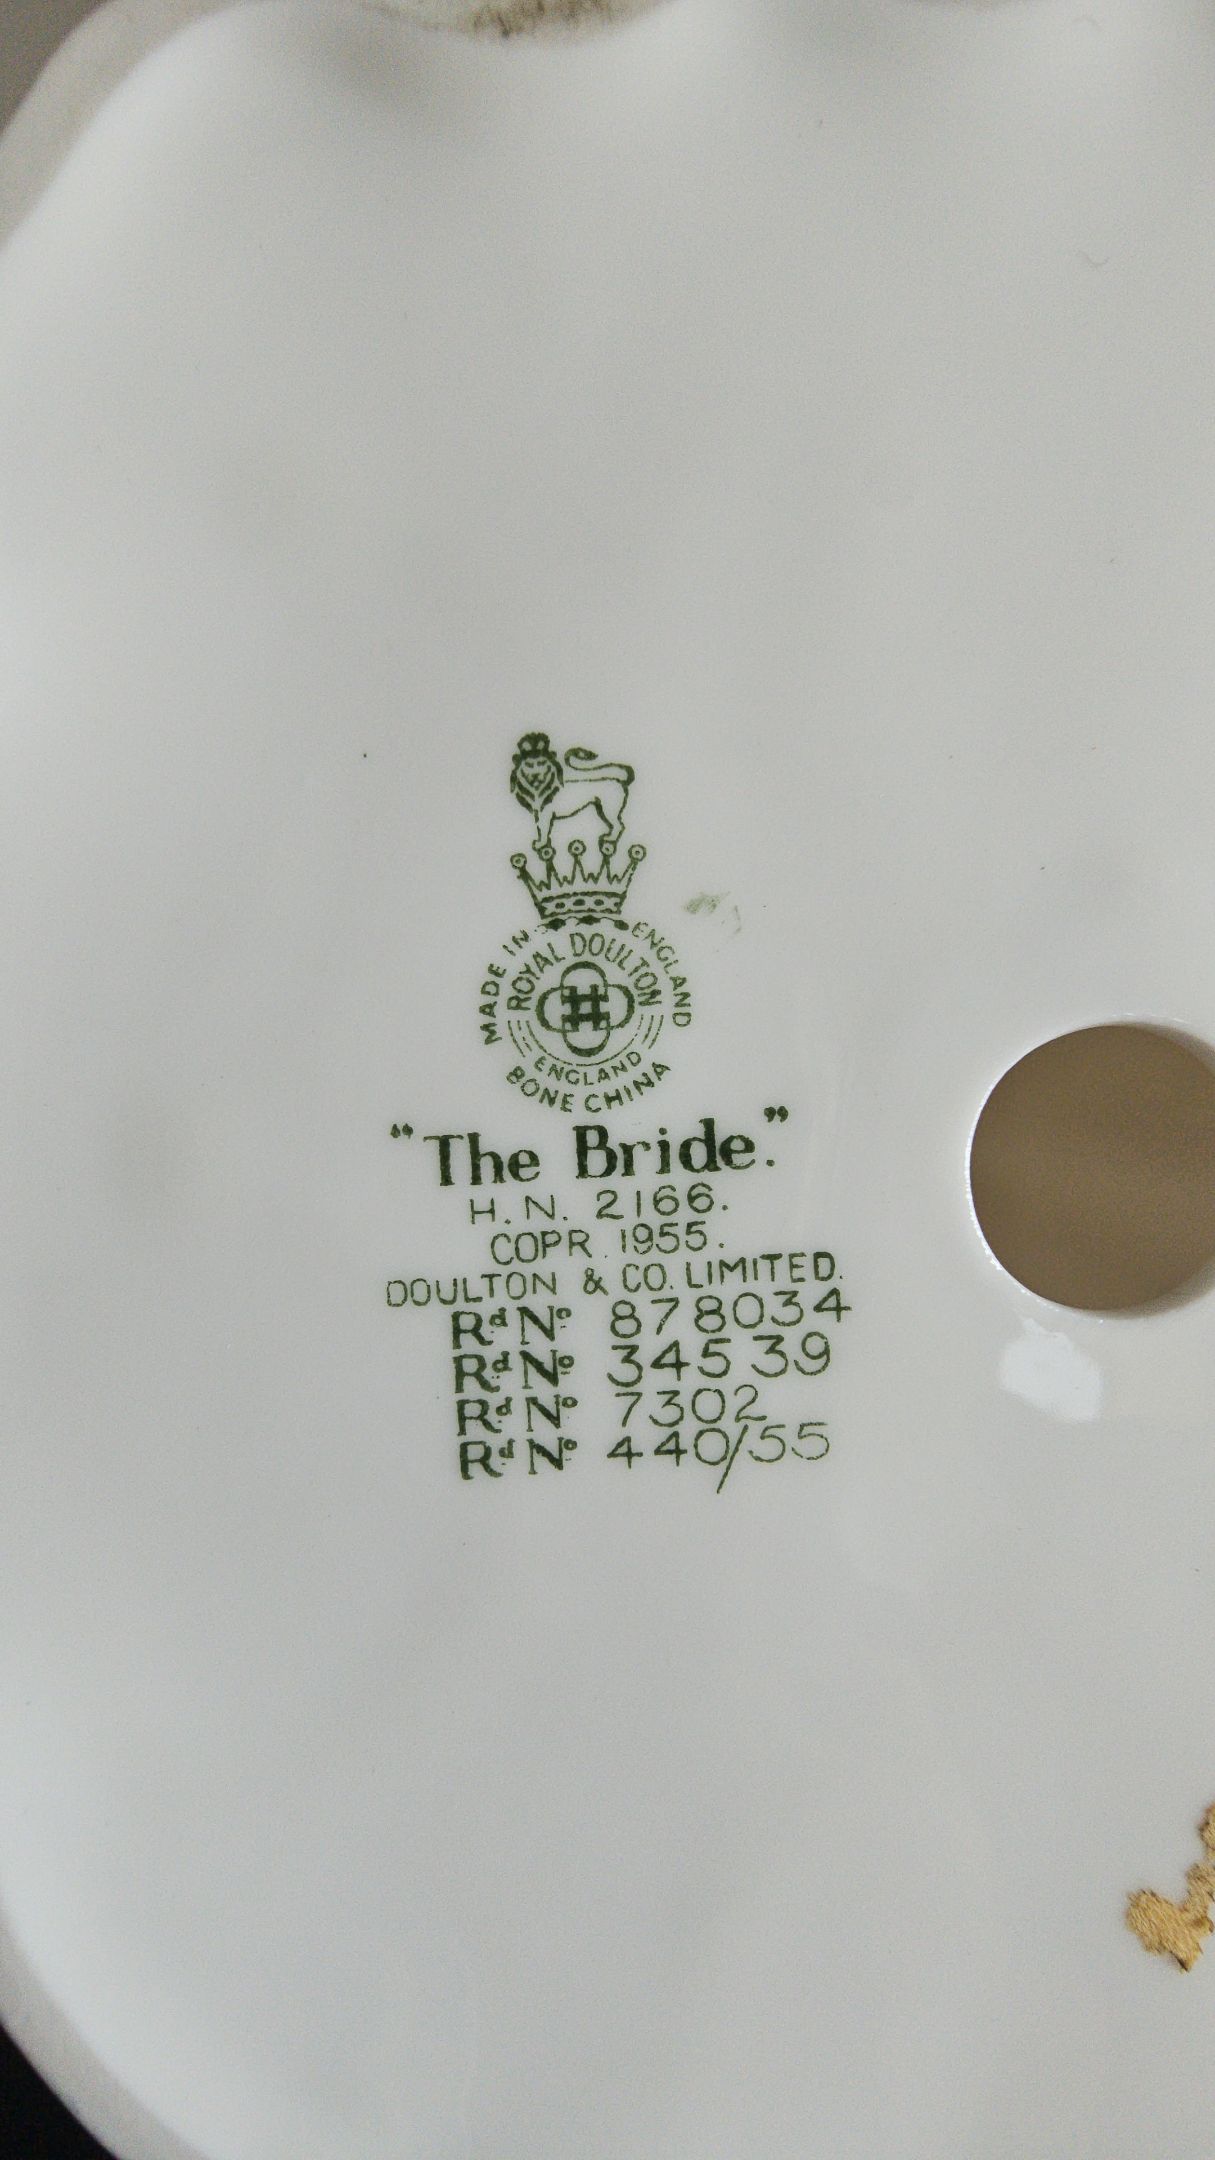 MADE IN ENGLAND
ROYAL DOULTON
ENGLAND
BONE CHINA
"The Bride."
H.N. 2166.
COPR. 1955.
DOULTON & CO. LIMITED.
Rd No 878034
Rd No 34539
Rd No 7302
Rd No 440/55